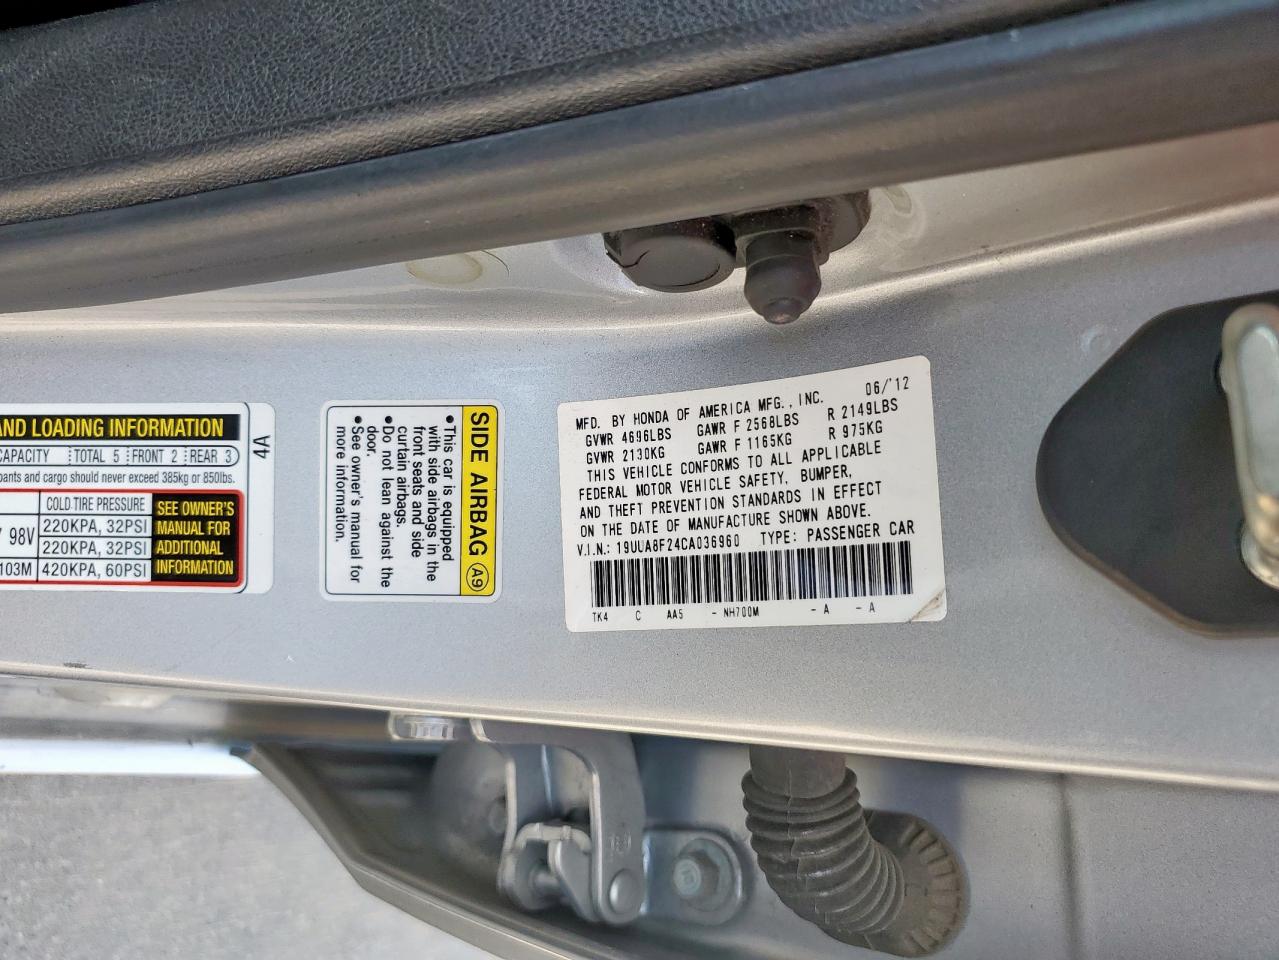 AND LOADING INFORMATION
CAPACITY TOTAL 5 FRONT 2 REAR 3
pants and cargo should never exceed 385kg or 850lbs.
COLD TIRE PRESSURE
7 98V 220KPA, 32PSI
220KPA, 32PSI
103M 420KPA, 60PSI
SEE OWNER'S
MANUAL FOR
ADDITIONAL
INFORMATION
4A
SIDE AIRBAG A9
• This car is equipped
with side airbags in the
front seats and side
curtain airbags.
• Do not lean against the
door.
• See owner's manual for
more information.
MFD. BY HONDA OF AMERICA MFG., INC. 06/'12
GVWR 4696LBS GAWR F 2568LBS R 2149LBS
GVWR 2130KG GAWR F 1165KG R 975KG
THIS VEHICLE CONFORMS TO ALL APPLICABLE
FEDERAL MOTOR VEHICLE SAFETY, BUMPER,
AND THEFT PREVENTION STANDARDS IN EFFECT
ON THE DATE OF MANUFACTURE SHOWN ABOVE.
V.I.N.: 19UUA8F24CA036960 TYPE: PASSENGER CAR
TK4 C AA5 - NH700M - A - A